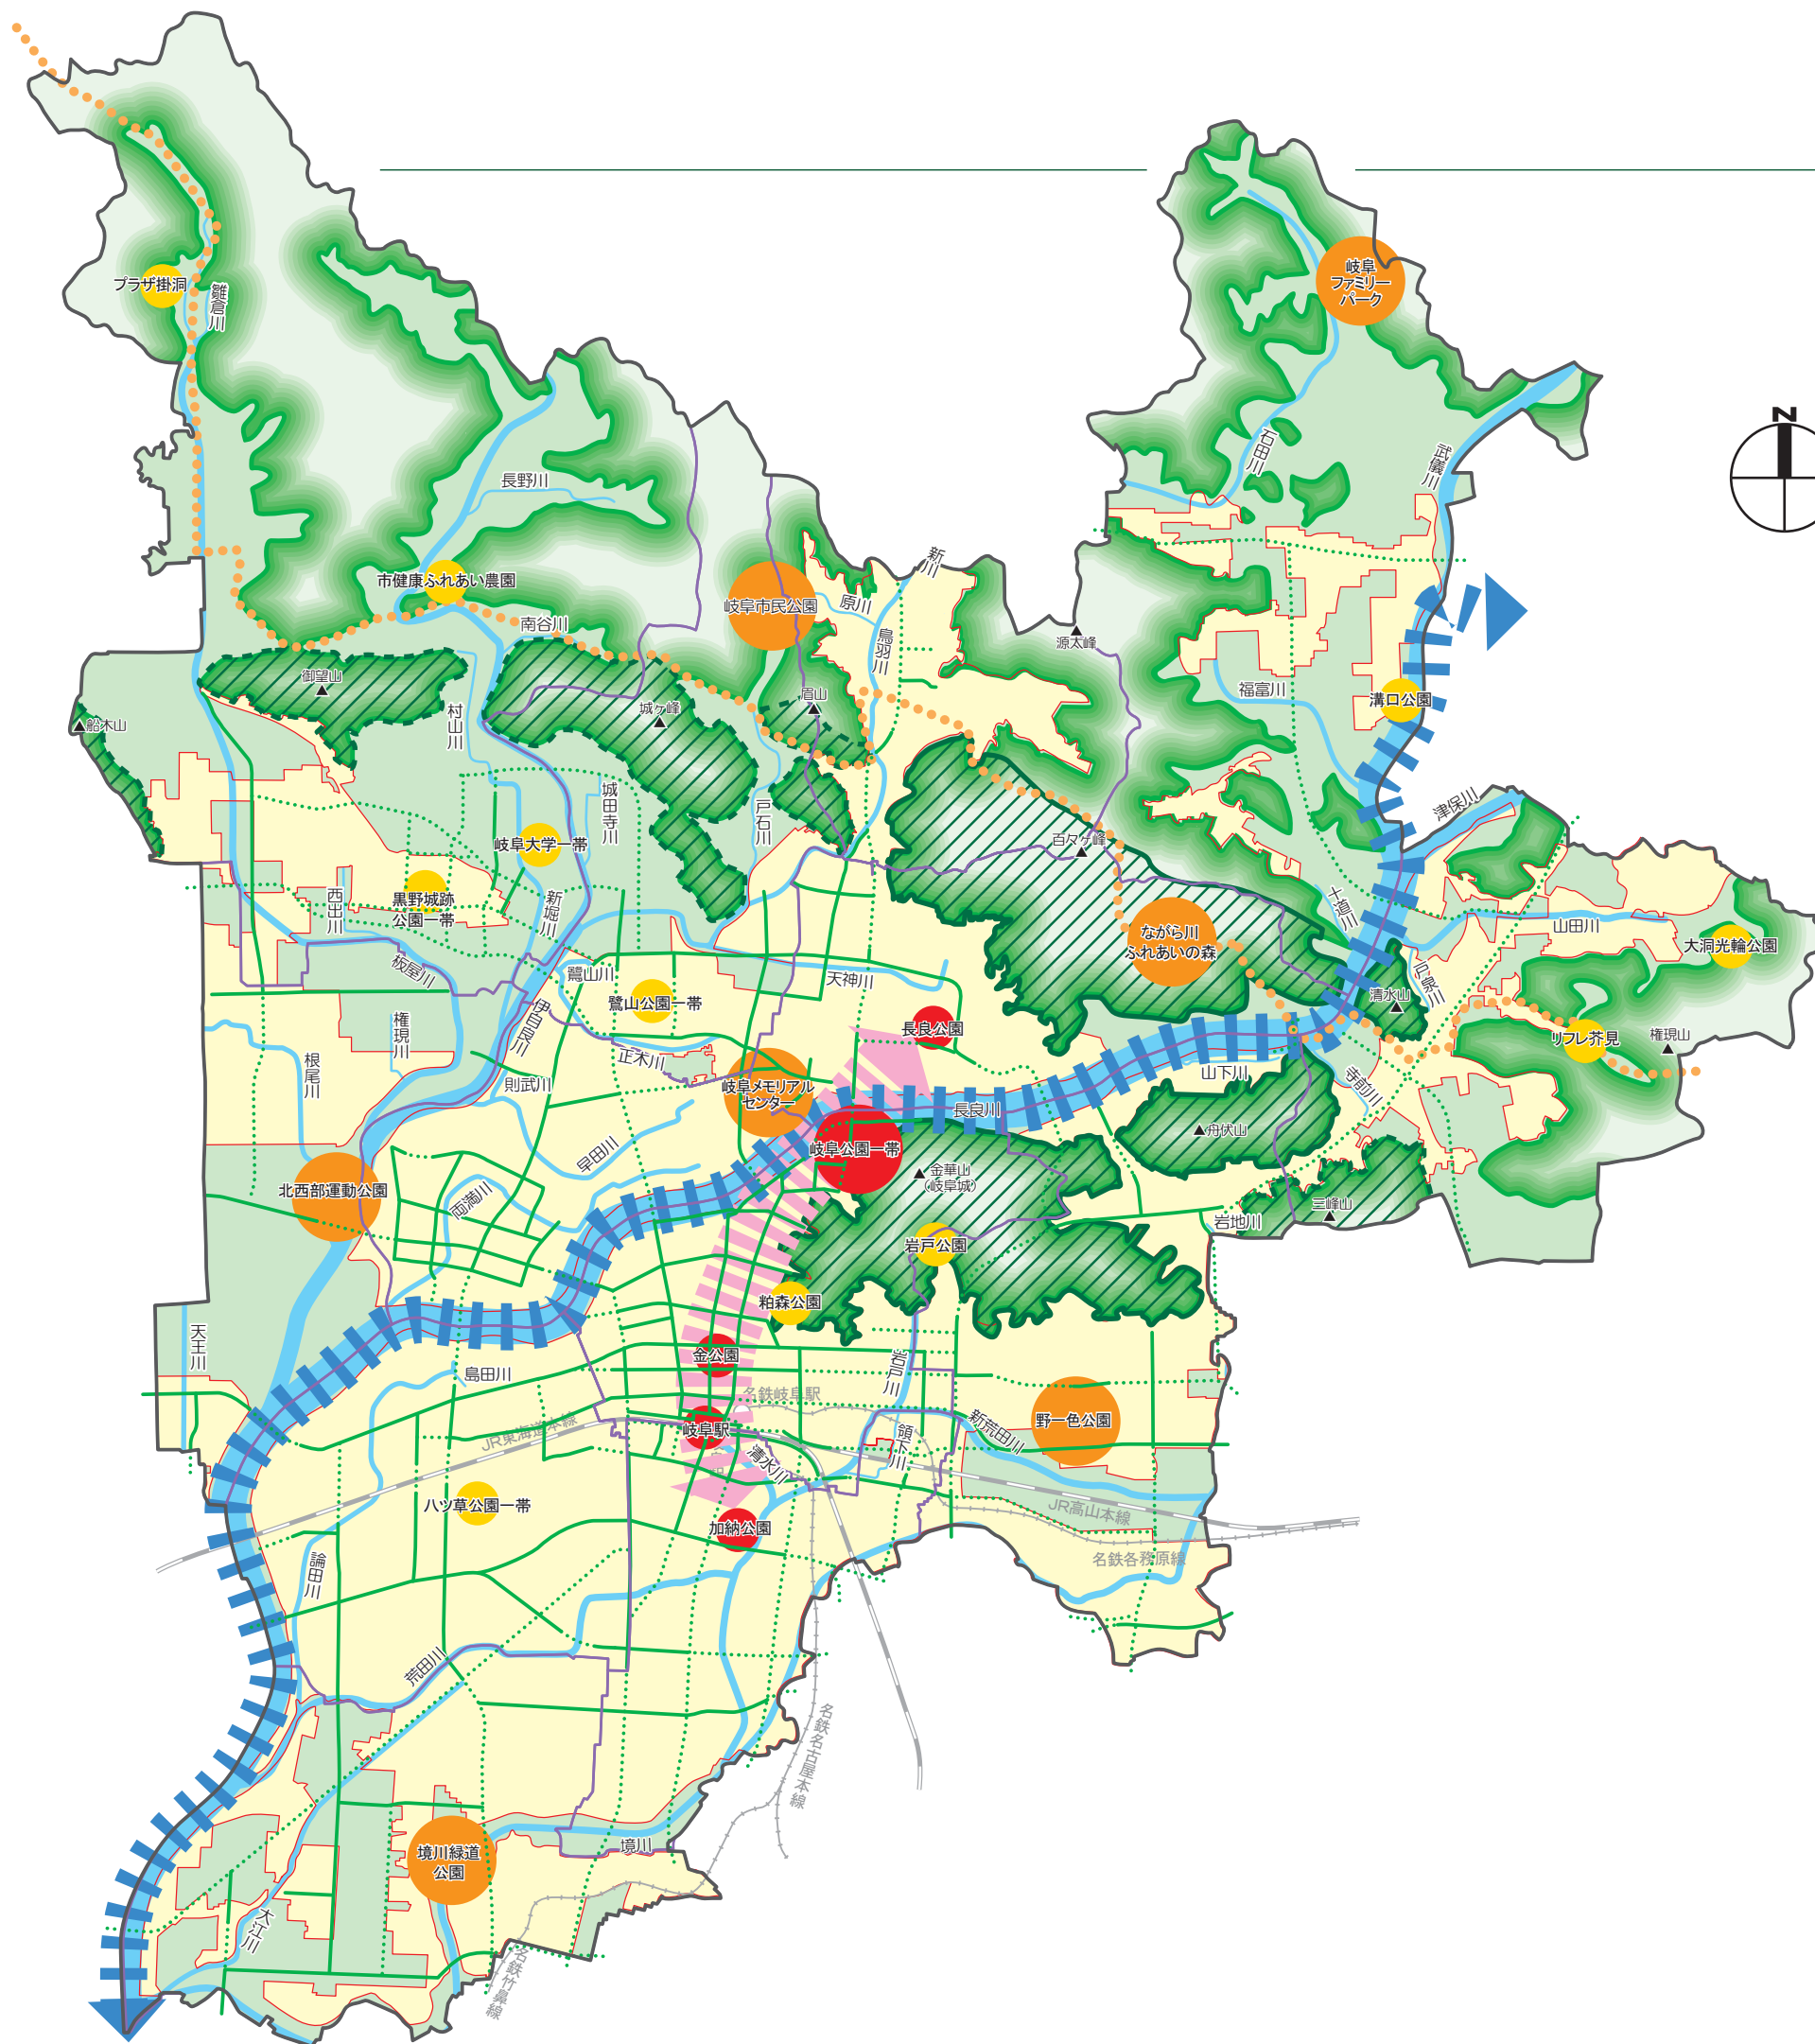 岐阜
ファミリー
パーク
プラザ掛洞
雛倉川
N
石田川
武儀川
長野川
新川
市健康ふれあい農園
岐阜市民公園
原川
南谷川
鳥羽川
源太峰
御望山
眉山
福富川
溝口公園
城ヶ峰
船木山
村山川
城田寺川
戸石川
津保川
岐阜大学一帯
百々ヶ峰
黒野城跡
公園一帯
西出川
新堀川
十道川
山田川
ながら川
ふれあいの森
大洞光輪公園
板屋川
鷺山川
天神川
戸泉川
鷺山公園一帯
清水山
伊自良川
長良公園
権現川
リフレ芥見
権現山
根尾川
正木川
則武川
岐阜メモリアル
センター
山下川
寺前川
長良川
舟伏山
早田川
岐阜公園一帯
金華山
(岐阜城)
北西部運動公園
両満川
三峰山
岩地川
岩戸公園
粕森公園
天王川
金公園
島田川
岩戸川
名鉄岐阜駅
野一色公園
岐阜駅
JR東海道本線
新荒田川
領下川
清水川
八ツ草公園一帯
加納公園
JR高山本線
名鉄各務原線
論田川
荒田川
名鉄名古屋本線
境川
境川緑道
公園
大江川
名鉄竹鼻線